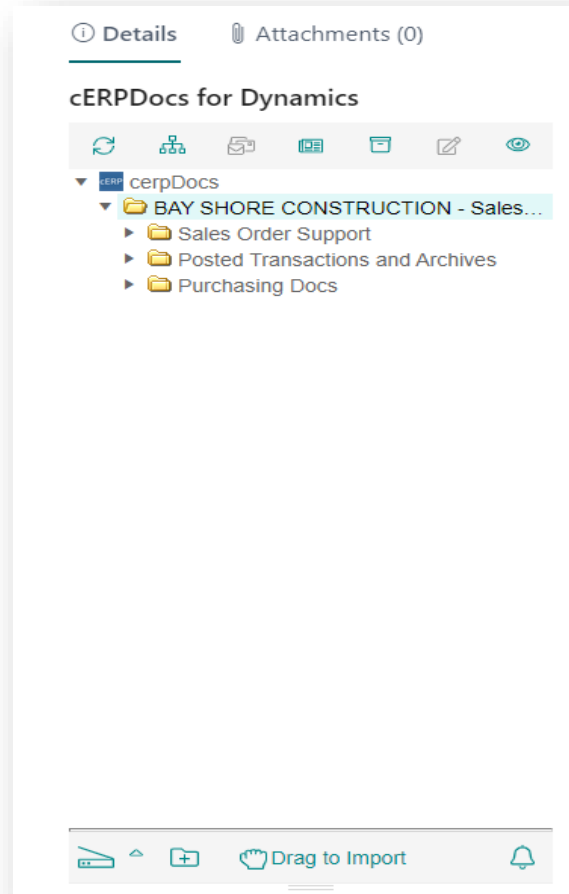 Details Attachments (0)
cERPDocs for Dynamics
cERP cerpDocs
BAY SHORE CONSTRUCTION - Sales...
Sales Order Support
Posted Transactions and Archives
Purchasing Docs
Drag to Import